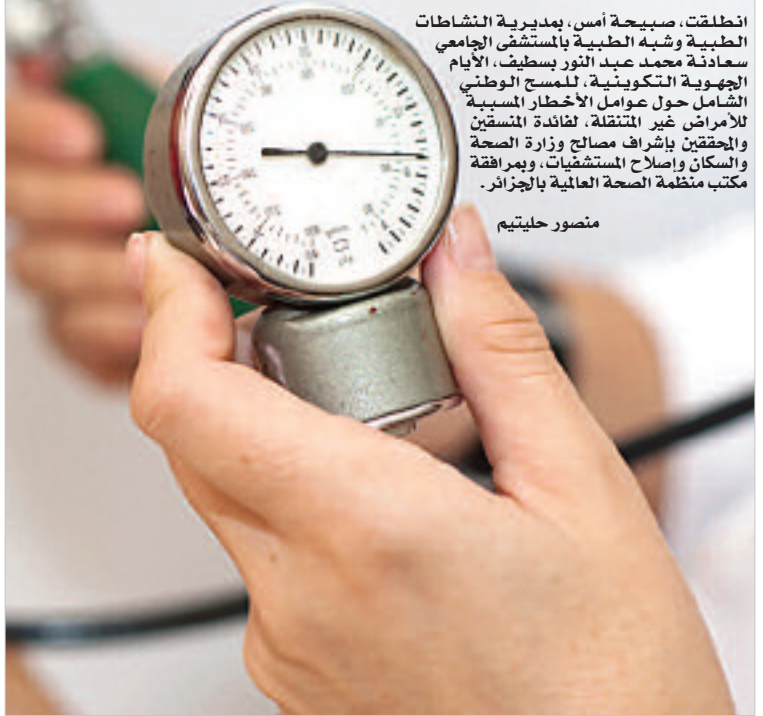 انطلقت، صبيحة أمس، بمديرية النشاطات
الطبية وشبه الطبية بالمستشفى الجامعي
سعادنة محمد عبد النور بسطيف، الأيام
الجهوية التكوينية، للمسح الوطني
الشامل حول عوامل الأخطار المسببة
للأمراض غير المتنقلة، لفائدة المنسقين
والمحققين بإشراف مصالح وزارة الصحة
والسكان وإصلاح المستشفيات، وبمرافقة
مكتب منظمة الصحة العالمية بالجزائر.
منصور حليتيم